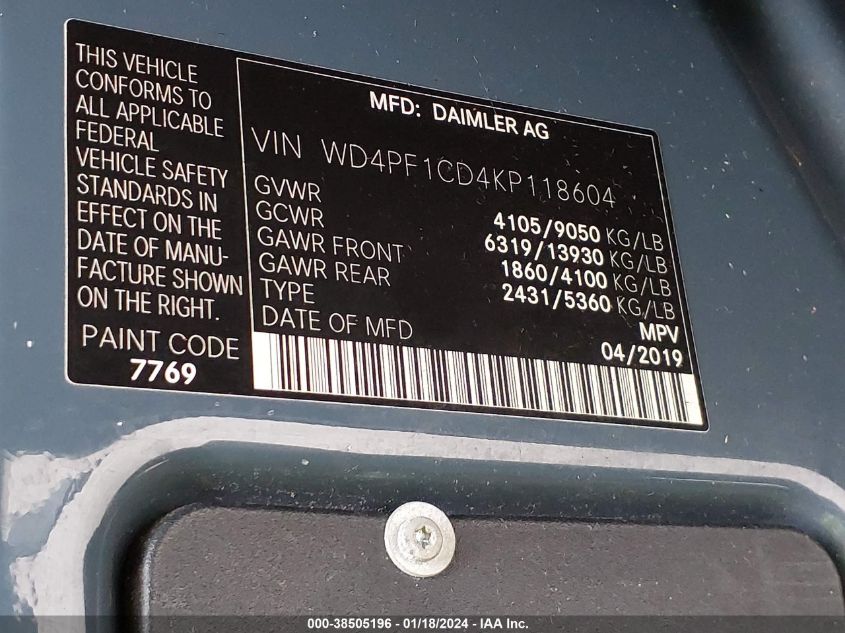 THIS VEHICLE
CONFORMS TO
ALL APPLICABLE
FEDERAL
VEHICLE SAFETY
STANDARDS IN
EFFECT ON THE
DATE OF MANU-
FACTURE SHOWN
ON THE RIGHT.
PAINT CODE
7769
MFD: DAIMLER AG
VIN WD4PF1CD4KP118604
GVWR 4105/9050 KG/LB
GCWR 6319/13930 KG/LB
GAWR FRONT 1860/4100 KG/LB
GAWR REAR 2431/5360 KG/LB
TYPE MPV
DATE OF MFD 04/2019
000-38505196 - 01/18/2024 - IAA Inc.